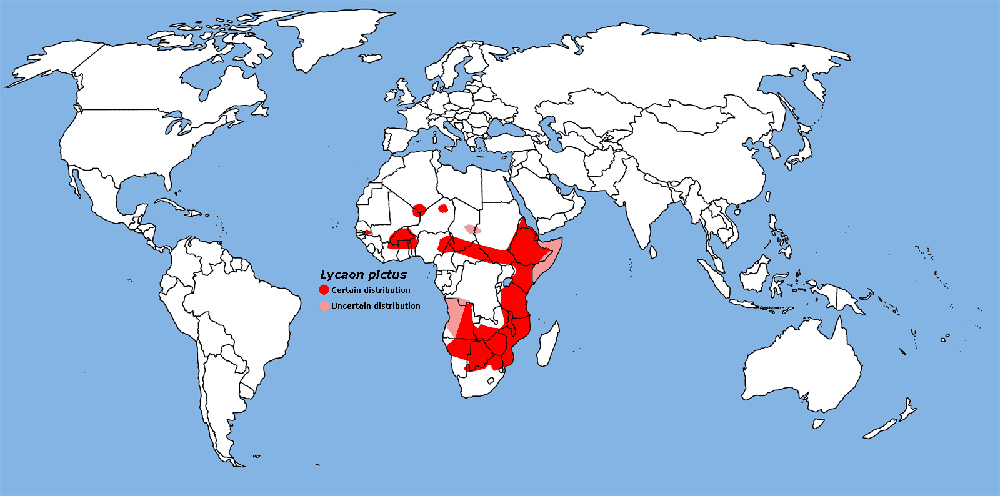 Lycaon pictus
Certain distribution
Uncertain distribution